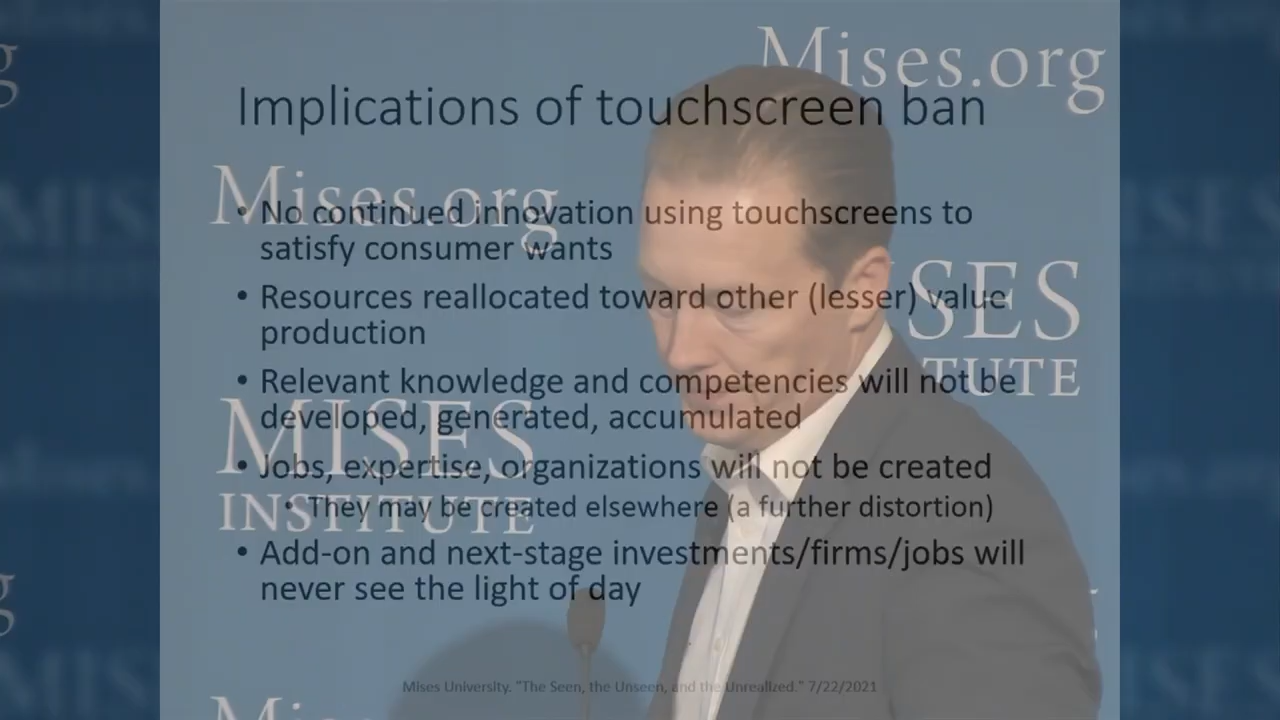 Mises.org
Implications of touchscreen ban
Mises.org
• No continued innovation using touchscreens to
satisfy consumer wants
SES
TUTE
• Resources reallocated toward other (lesser) value
production
• Relevant knowledge and competencies will not be
developed, generated, accumulated
MISES
INSTITUTE
• Jobs, expertise, organizations will not be created
• They may be created elsewhere (a further distortion)
• Add-on and next-stage investments/firms/jobs will
never see the light of day
Mises University. "The Seen, the Unseen, and the Unrealized." 7/22/2021
Mises